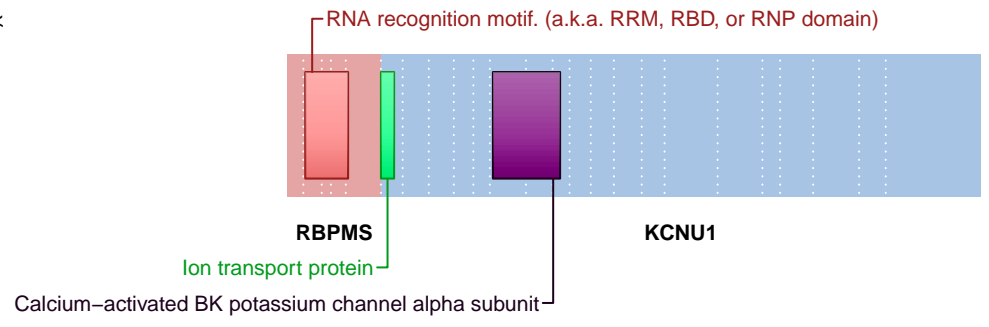 RNA recognition motif. (a.k.a. RRM, RBD, or RNP domain)
RBPMS
KCNU1
Ion transport protein
Calcium−activated BK potassium channel alpha subunit